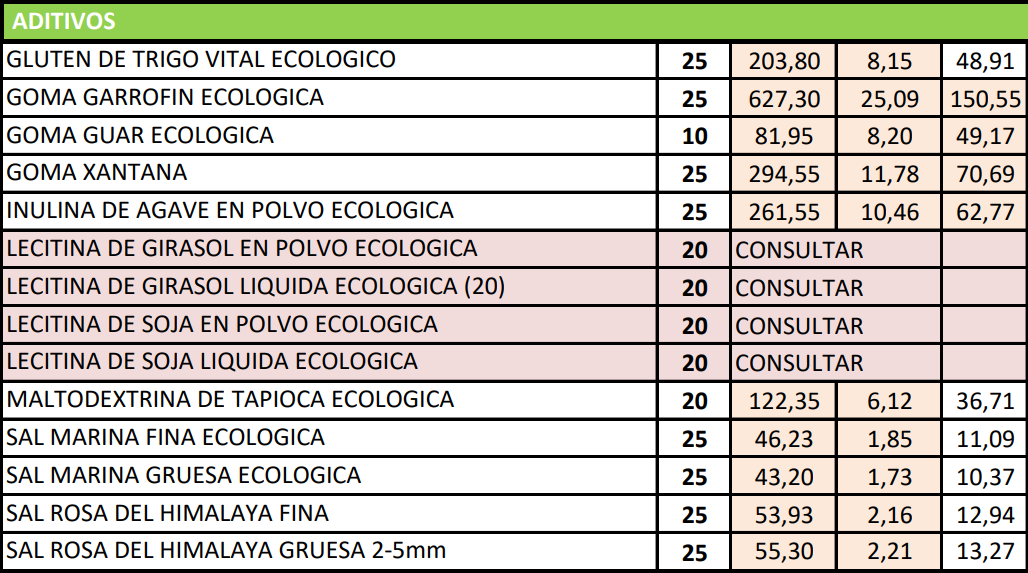 ADITIVOS
GLUTEN DE TRIGO VITAL ECOLOGICO 25 203,80 8,15 48,91
GOMA GARROFIN ECOLOGICA 25 627,30 25,09 150,55
GOMA GUAR ECOLOGICA 10 81,95 8,20 49,17
GOMA XANTANA 25 294,55 11,78 70,69
INULINA DE AGAVE EN POLVO ECOLOGICA 25 261,55 10,46 62,77
LECITINA DE GIRASOL EN POLVO ECOLOGICA 20 CONSULTAR
LECITINA DE GIRASOL LIQUIDA ECOLOGICA (20) 20 CONSULTAR
LECITINA DE SOJA EN POLVO ECOLOGICA 20 CONSULTAR
LECITINA DE SOJA LIQUIDA ECOLOGICA 20 CONSULTAR
MALTODEXTRINA DE TAPIOCA ECOLOGICA 20 122,35 6,12 36,71
SAL MARINA FINA ECOLOGICA 25 46,23 1,85 11,09
SAL MARINA GRUESA ECOLOGICA 25 43,20 1,73 10,37
SAL ROSA DEL HIMALAYA FINA 25 53,93 2,16 12,94
SAL ROSA DEL HIMALAYA GRUESA 2-5mm 25 55,30 2,21 13,27